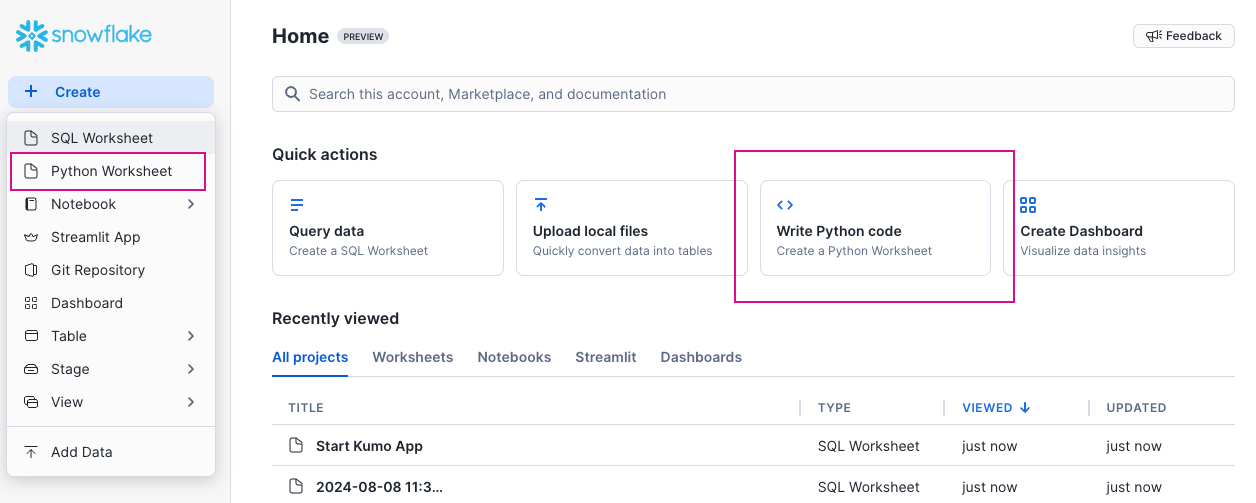 snowflake
Create
SQL Worksheet
Python Worksheet
Notebook
Streamlit App
Git Repository
Dashboard
Table
Stage
View
Add Data
Home PREVIEW
Feedback
Search this account, Marketplace, and documentation
Quick actions
Query data
Create a SQL Worksheet
Upload local files
Quickly convert data into tables
Write Python code
Create a Python Worksheet
Create Dashboard
Visualize data insights
Recently viewed
All projects Worksheets Notebooks Streamlit Dashboards
TITLE TYPE VIEWED UPDATED
Start Kumo App SQL Worksheet just now just now
2024-08-08 11:3... SQL Worksheet just now just now